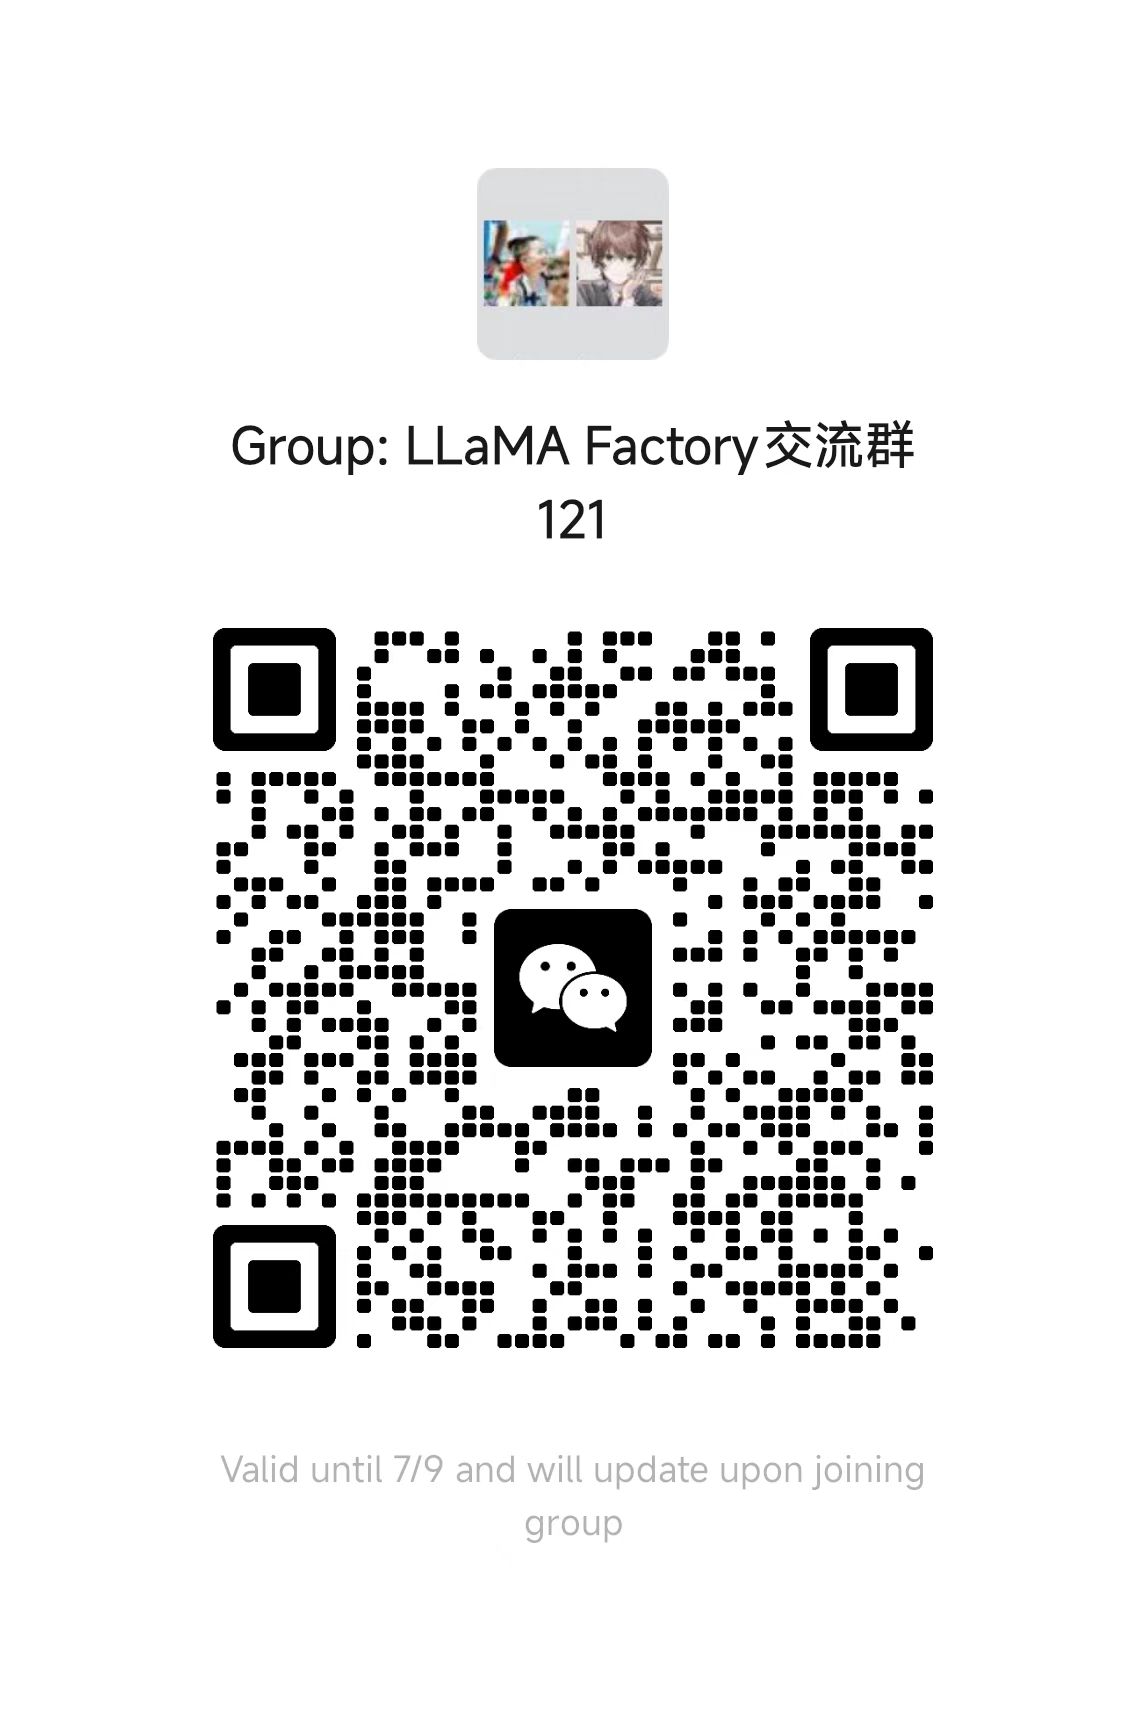 Group: LLaMA Factory交流群
121
Valid until 7/9 and will update upon joining
group